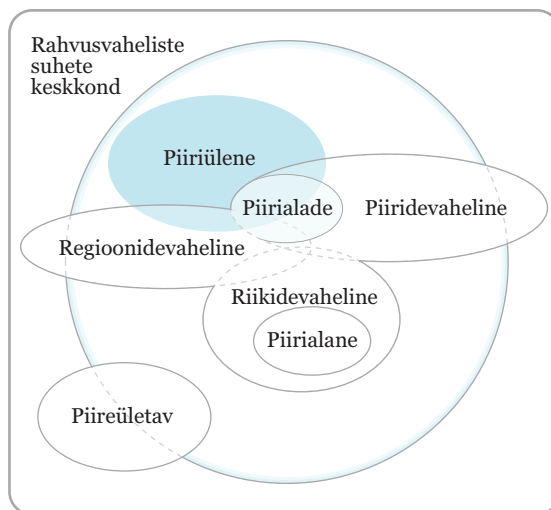 Rahvusvaheliste
suhete
keskkond
Piiriülene
Piirialade
Piiridevaheline
Regioonidevaheline
Riikidevaheline
Piirialane
Piireületav